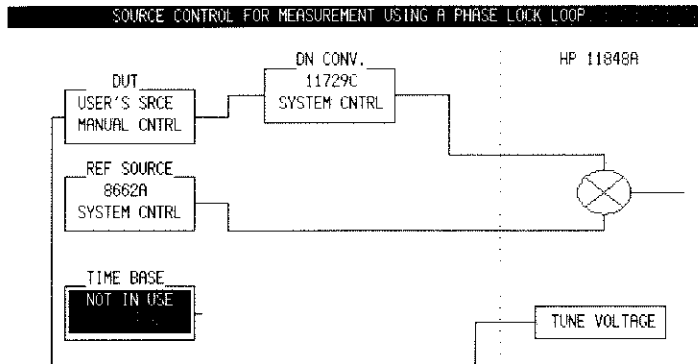 SOURCE CONTROL FOR MEASUREMENT USING A PHASE LOCK LOOP
DN CONV.
11729C
SYSTEM CNTRL
HP 11848A
DUT
USER'S SRCE
MANUAL CNTRL
REF SOURCE
8662A
SYSTEM CNTRL
TIME BASE
NOT IN USE
TUNE VOLTAGE